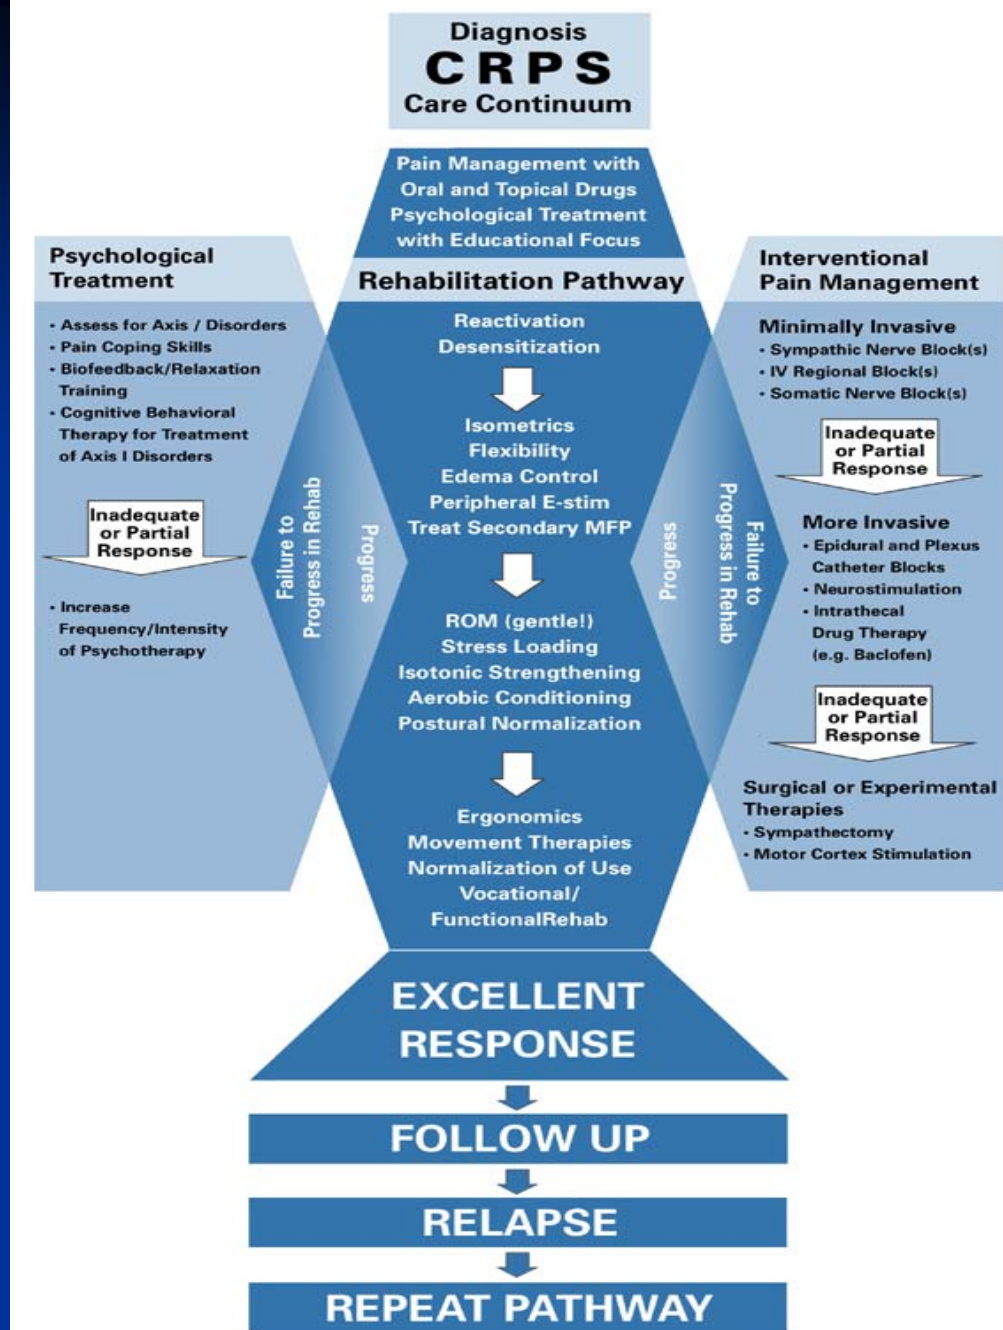 Diagnosis
CRPS
Care Continuum
Pain Management with
Oral and Topical Drugs
Psychological Treatment
with Educational Focus
Psychological
Treatment
• Assess for Axis / Disorders
• Pain Coping Skills
• Biofeedback/Relaxation
Training
• Cognitive Behavioral
Therapy for Treatment
of Axis I Disorders
Inadequate
or Partial
Response
• Increase
Frequency/Intensity
of Psychotherapy
Failure to
Progress in Rehab
Progress
Rehabilitation Pathway
Reactivation
Desensitization
Isometrics
Flexibility
Edema Control
Peripheral E-stim
Treat Secondary MFP
ROM (gentle!)
Stress Loading
Isotonic Strengthening
Aerobic Conditioning
Postural Normalization
Ergonomics
Movement Therapies
Normalization of Use
Vocational/
FunctionalRehab
Progress
Failure to
Progress in Rehab
Interventional
Pain Management
Minimally Invasive
• Sympathic Nerve Block(s)
• IV Regional Block(s)
• Somatic Nerve Block(s)
Inadequate
or Partial
Response
More Invasive
• Epidural and Plexus
Catheter Blocks
• Neurostimulation
• Intrathecal
Drug Therapy
(e.g. Baclofen)
Inadequate
or Partial
Response
Surgical or Experimental
Therapies
• Sympathectomy
• Motor Cortex Stimulation
EXCELLENT
RESPONSE
FOLLOW UP
RELAPSE
REPEAT PATHWAY